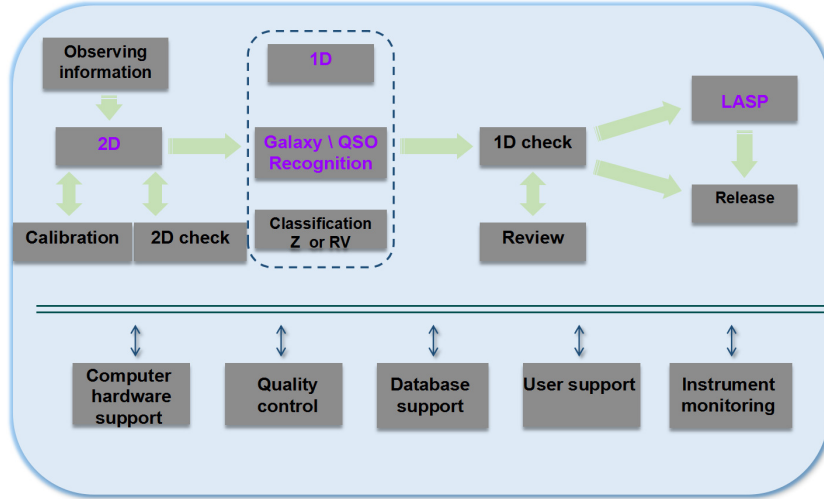 Observing
information
1D
LASP
2D
Galaxy \ QSO
Recognition
1D check
Release
Calibration
2D check
Classification
Z or RV
Review
Computer
hardware
support
Quality
control
Database
support
User support
Instrument
monitoring